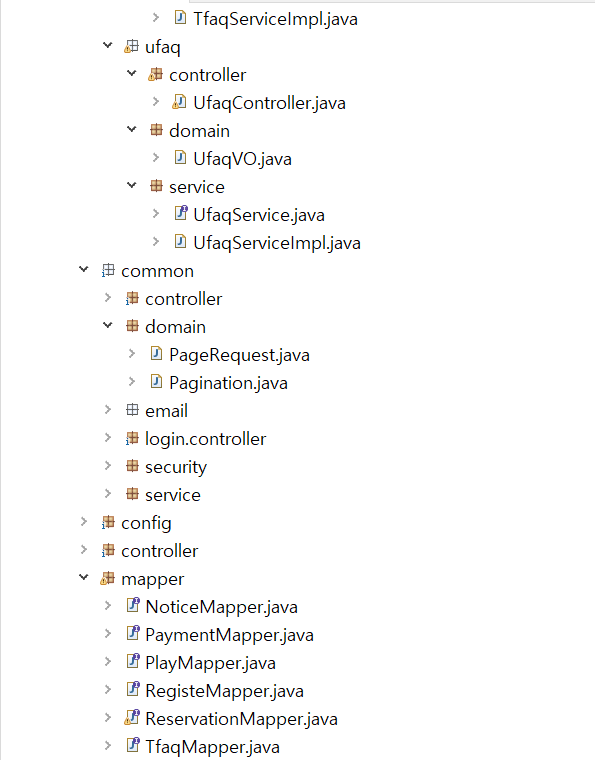 TfaqServiceImpl.java
ufaq
controller
UfaqController.java
domain
UfaqVO.java
service
UfaqService.java
UfaqServiceImpl.java
common
controller
domain
PageRequest.java
Pagination.java
email
login.controller
security
service
config
controller
mapper
NoticeMapper.java
PaymentMapper.java
PlayMapper.java
RegisteMapper.java
ReservationMapper.java
TfaqMapper.java